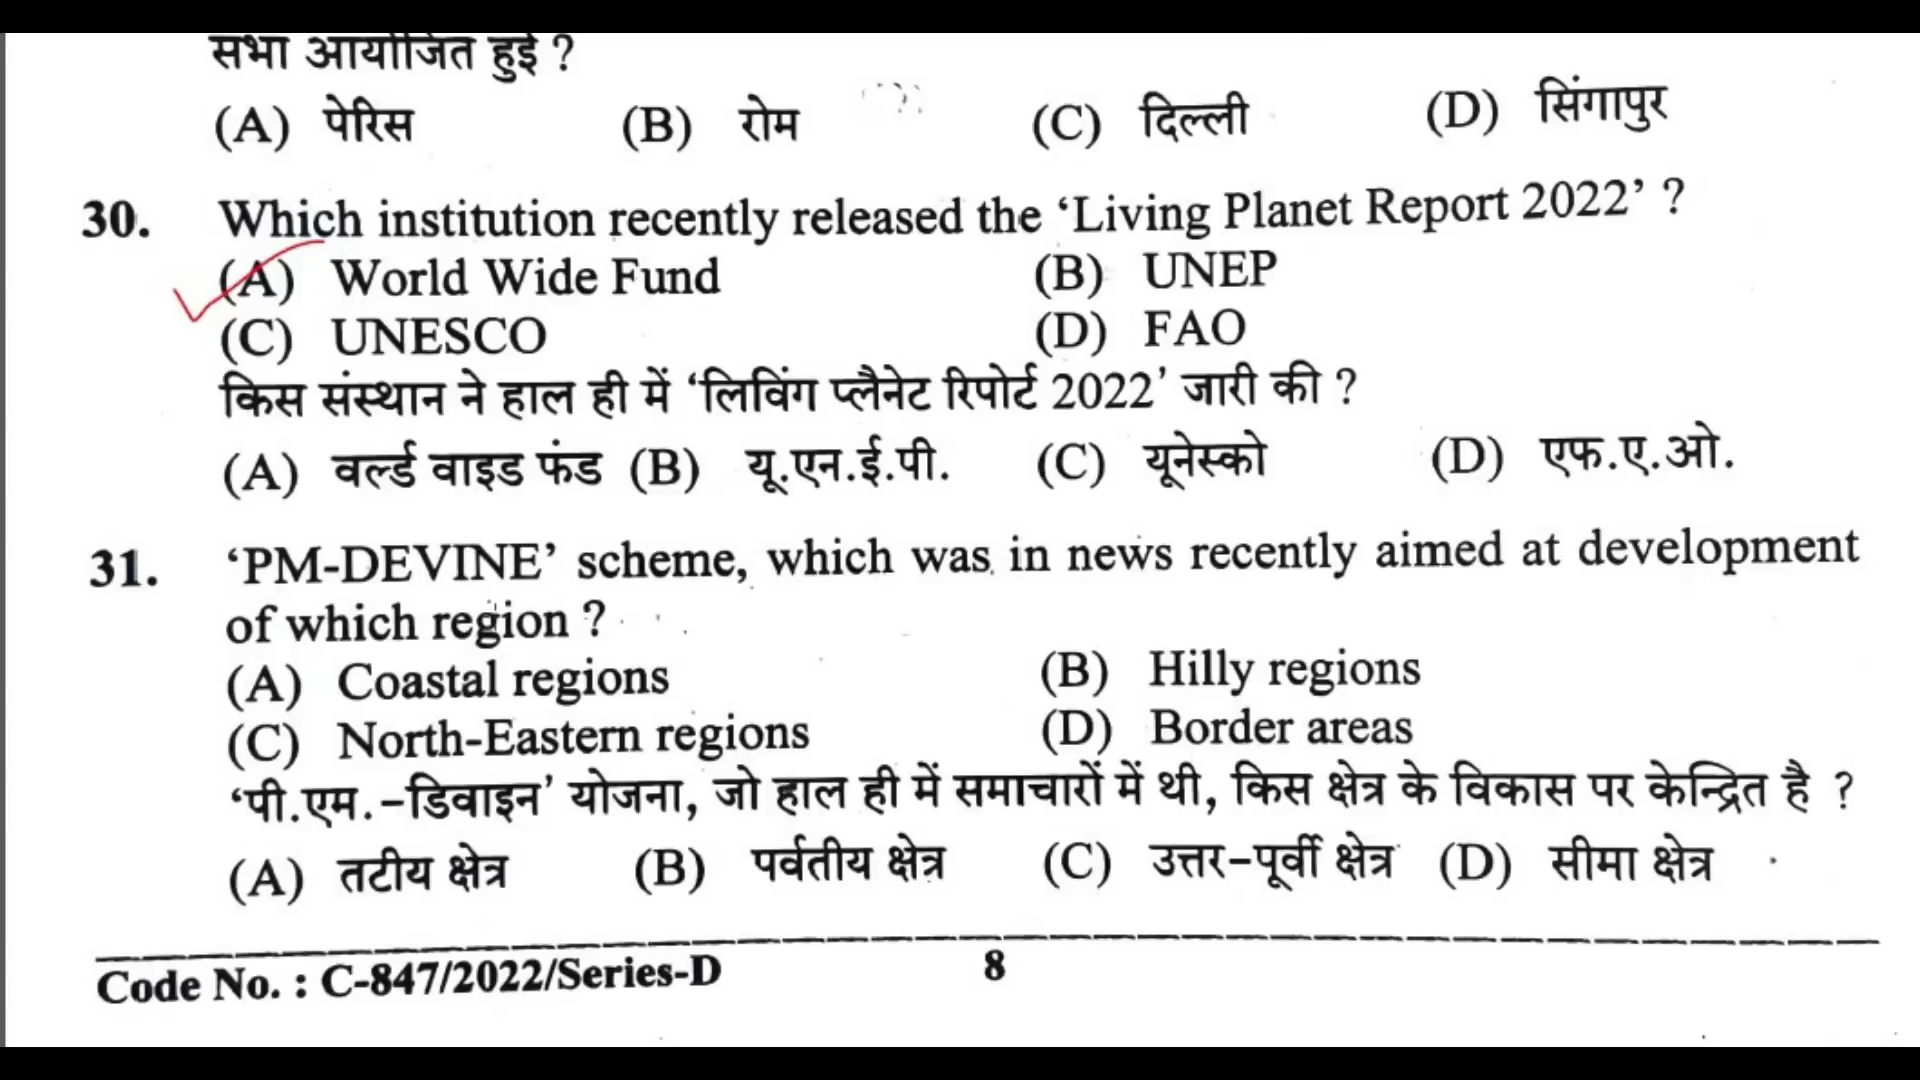 सभा आयोजित हुई ?
(A) पेरिस (B) रोम (C) दिल्ली (D) सिंगापुर
30. Which institution recently released the ‘Living Planet Report 2022’ ?
(A) World Wide Fund (B) UNEP
(C) UNESCO (D) FAO
किस संस्थान ने हाल ही में ‘लिविंग प्लैनेट रिपोर्ट 2022’ जारी की ?
(A) वर्ल्ड वाइड फंड (B) यू.एन.ई.पी. (C) यूनेस्को (D) एफ.ए.ओ.
31. ‘PM-DEVINE’ scheme, which was in news recently aimed at development
of which region ?
(A) Coastal regions (B) Hilly regions
(C) North-Eastern regions (D) Border areas
‘पी.एम.-डिवाइन’ योजना, जो हाल ही में समाचारों में थी, किस क्षेत्र के विकास पर केन्द्रित है ?
(A) तटीय क्षेत्र (B) पर्वतीय क्षेत्र (C) उत्तर-पूर्वी क्षेत्र (D) सीमा क्षेत्र
Code No. : C-847/2022/Series-D 8